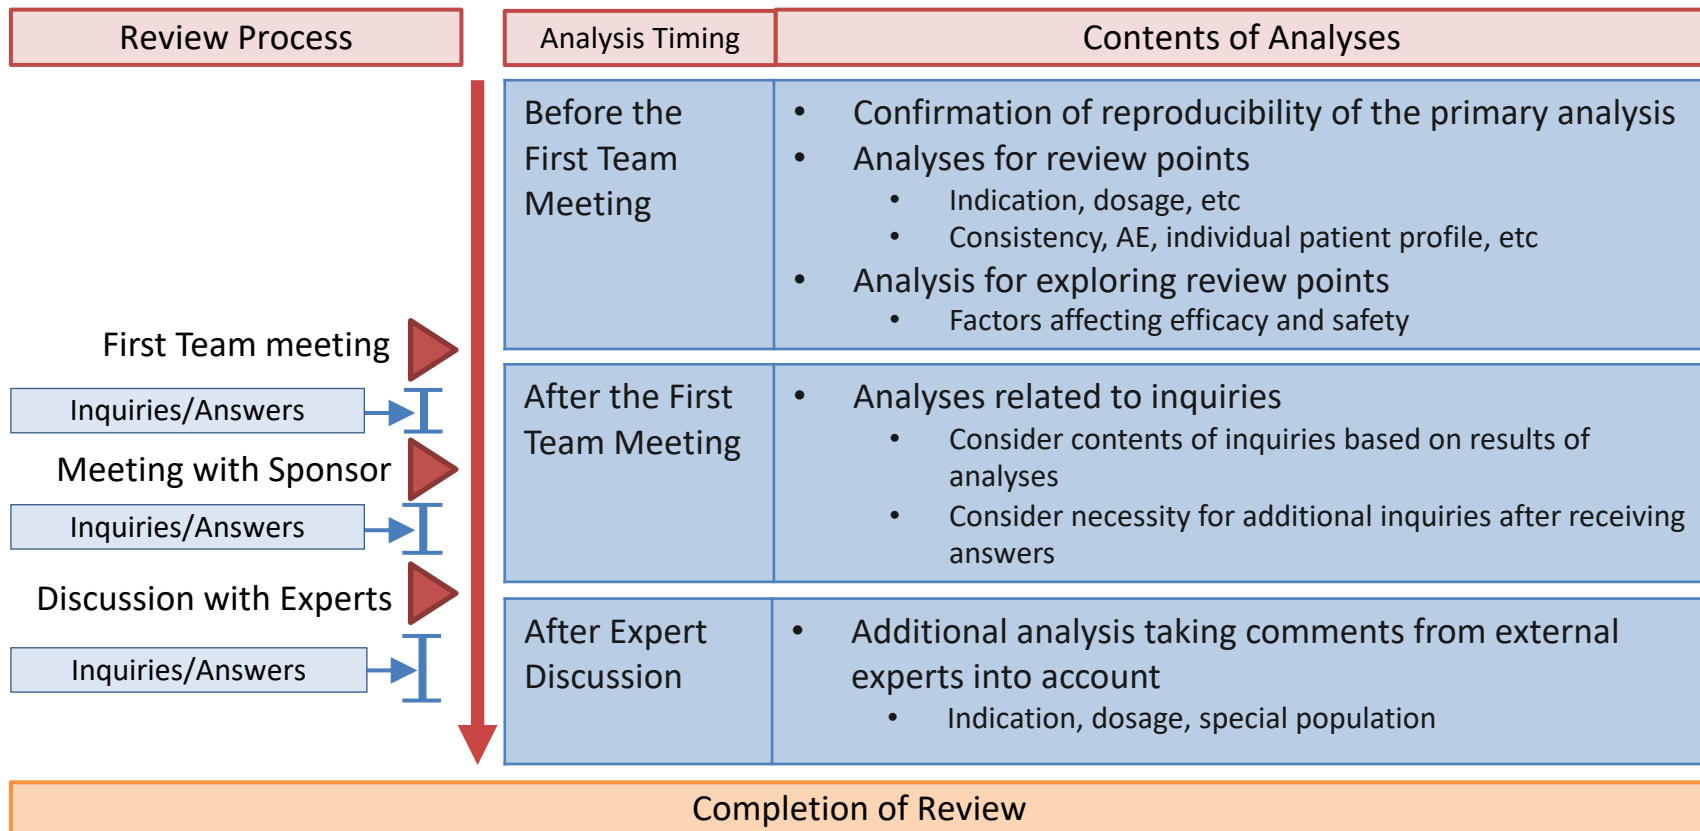 Review Process
Analysis Timing
Contents of Analyses
First Team meeting
Inquiries/Answers
Meeting with Sponsor
Inquiries/Answers
Discussion with Experts
Inquiries/Answers
Before the
First Team
Meeting
• Confirmation of reproducibility of the primary analysis
• Analyses for review points
• Indication, dosage, etc
• Consistency, AE, individual patient profile, etc
• Analysis for exploring review points
• Factors affecting efficacy and safety
After the First
Team Meeting
• Analyses related to inquiries
• Consider contents of inquiries based on results of
analyses
• Consider necessity for additional inquiries after receiving
answers
After Expert
Discussion
• Additional analysis taking comments from external
experts into account
• Indication, dosage, special population
Completion of Review